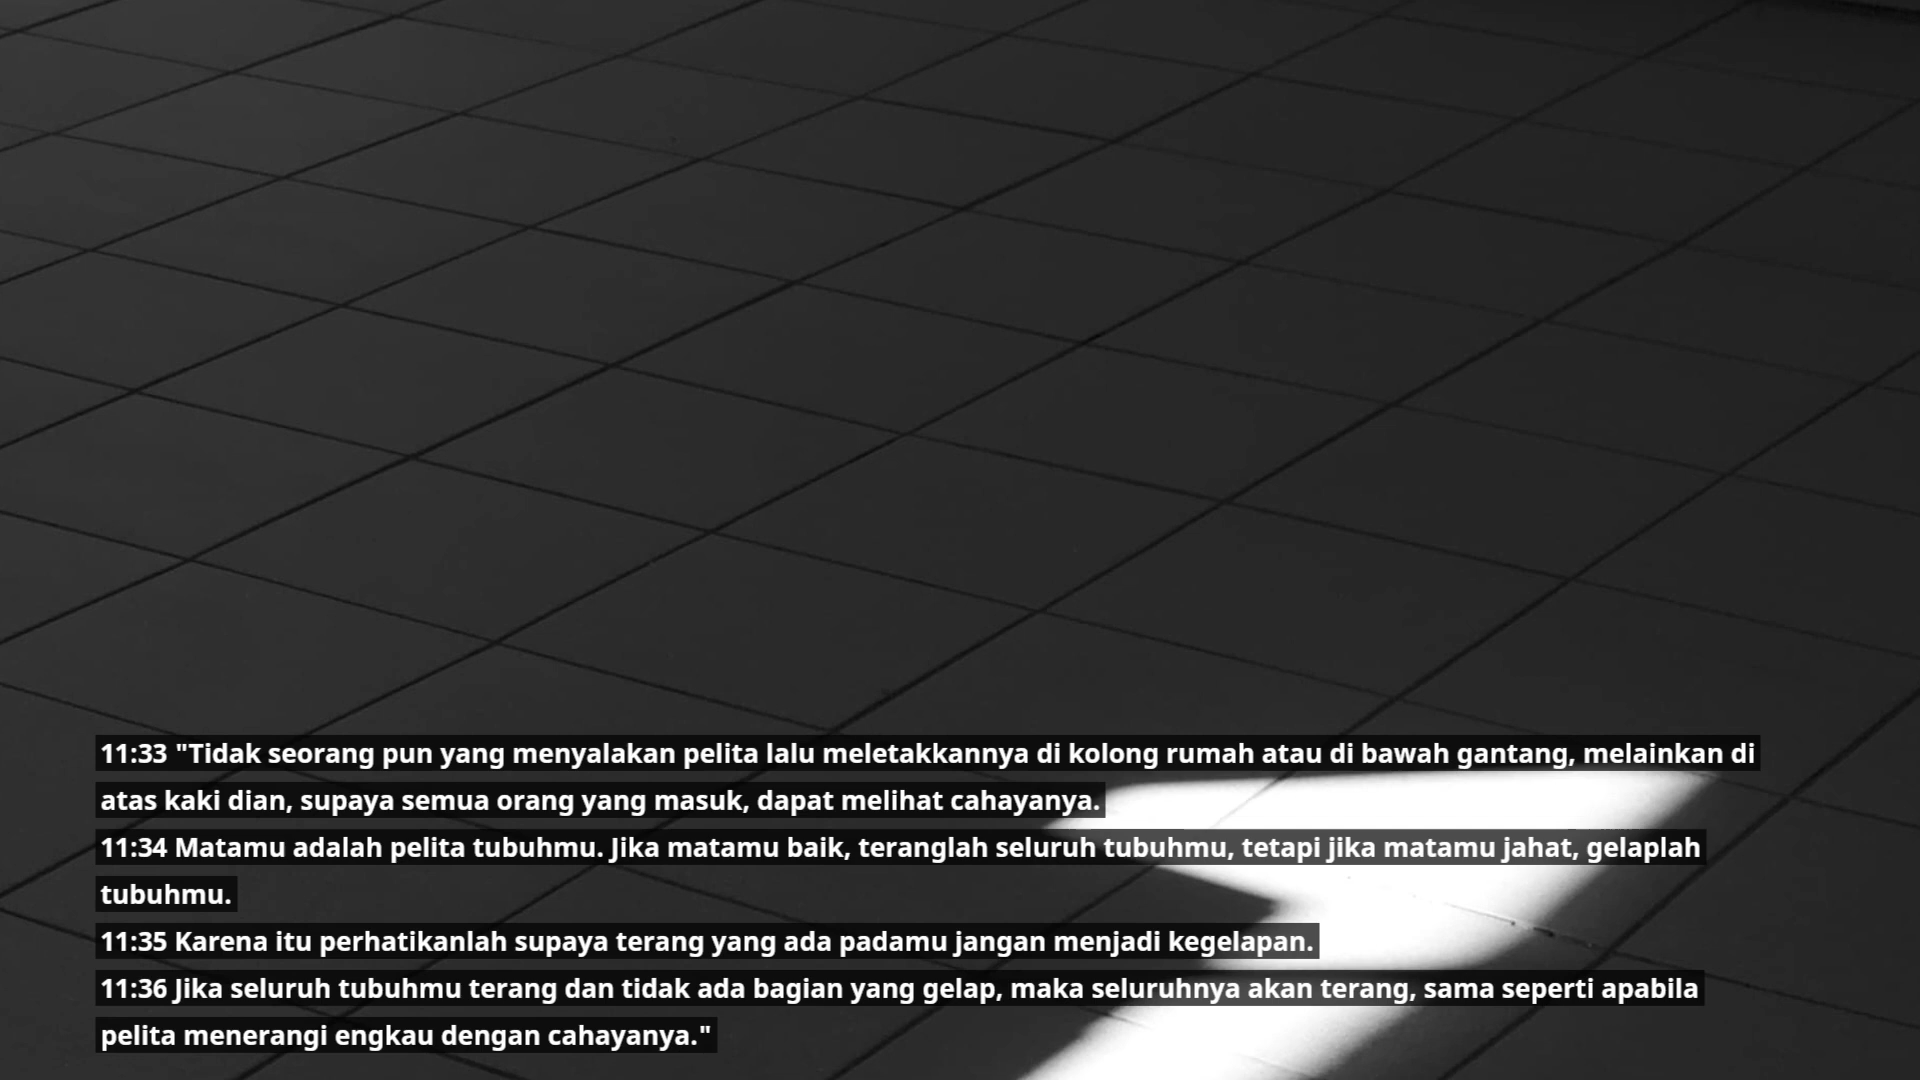 11:33 "Tidak seorang pun yang menyalakan pelita lalu meletakkannya di kolong rumah atau di bawah gantang, melainkan di
atas kaki dian, supaya semua orang yang masuk, dapat melihat cahayanya.
11:34 Matamu adalah pelita tubuhmu. Jika matamu baik, teranglah seluruh tubuhmu, tetapi jika matamu jahat, gelaplah
tubuhmu.
11:35 Karena itu perhatikanlah supaya terang yang ada padamu jangan menjadi kegelapan.
11:36 Jika seluruh tubuhmu terang dan tidak ada bagian yang gelap, maka seluruhnya akan terang, sama seperti apabila
pelita menerangi engkau dengan cahayanya."